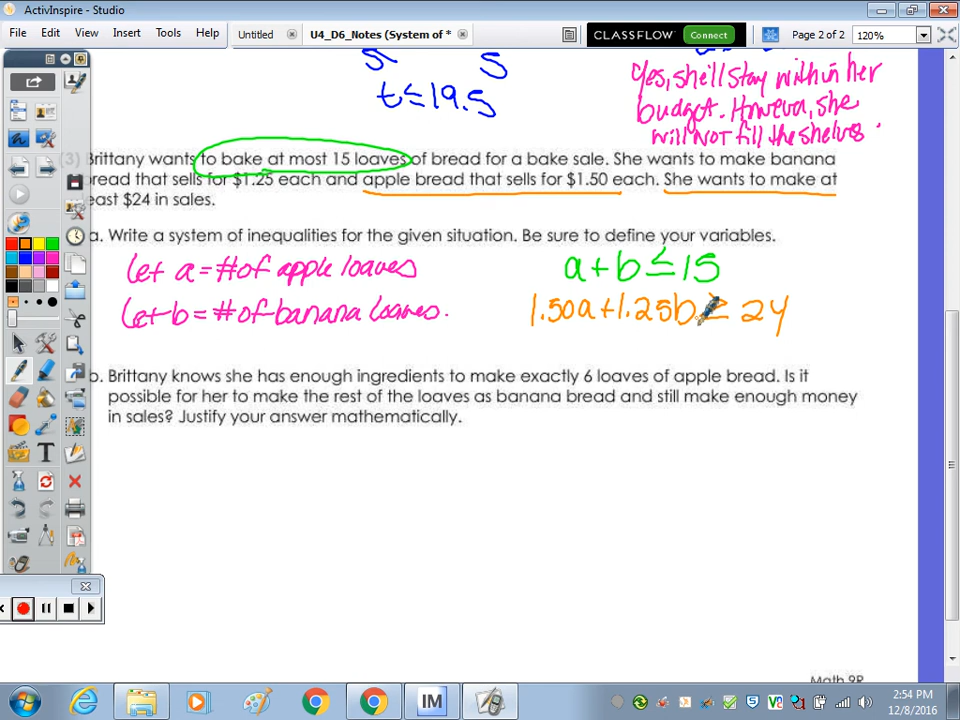 ActivInspire - Studio
File Edit View Insert Tools Help Untitled U4_D6_Notes (System of * CLASSFLOW Connect Page 2 of 2 120%
5 5
t ≤ 19.5
Yes, she'll stay within her
budget. However, she
will NOT fill the shelves.
(3) Brittany wants to bake at most 15 loaves of bread for a bake sale. She wants to make banana
bread that sells for $1.25 each and apple bread that sells for $1.50 each. She wants to make at
east $24 in sales.
a. Write a system of inequalities for the given situation. Be sure to define your variables.
let a = # of apple loaves
a + b ≤ 15
let b = # of banana loaves.
1.50a + 1.25b ≥ 24
b. Brittany knows she has enough ingredients to make exactly 6 loaves of apple bread. Is it
possible for her to make the rest of the loaves as banana bread and still make enough money
in sales? Justify your answer mathematically.
Math 9R
IM
2:54 PM
12/8/2016